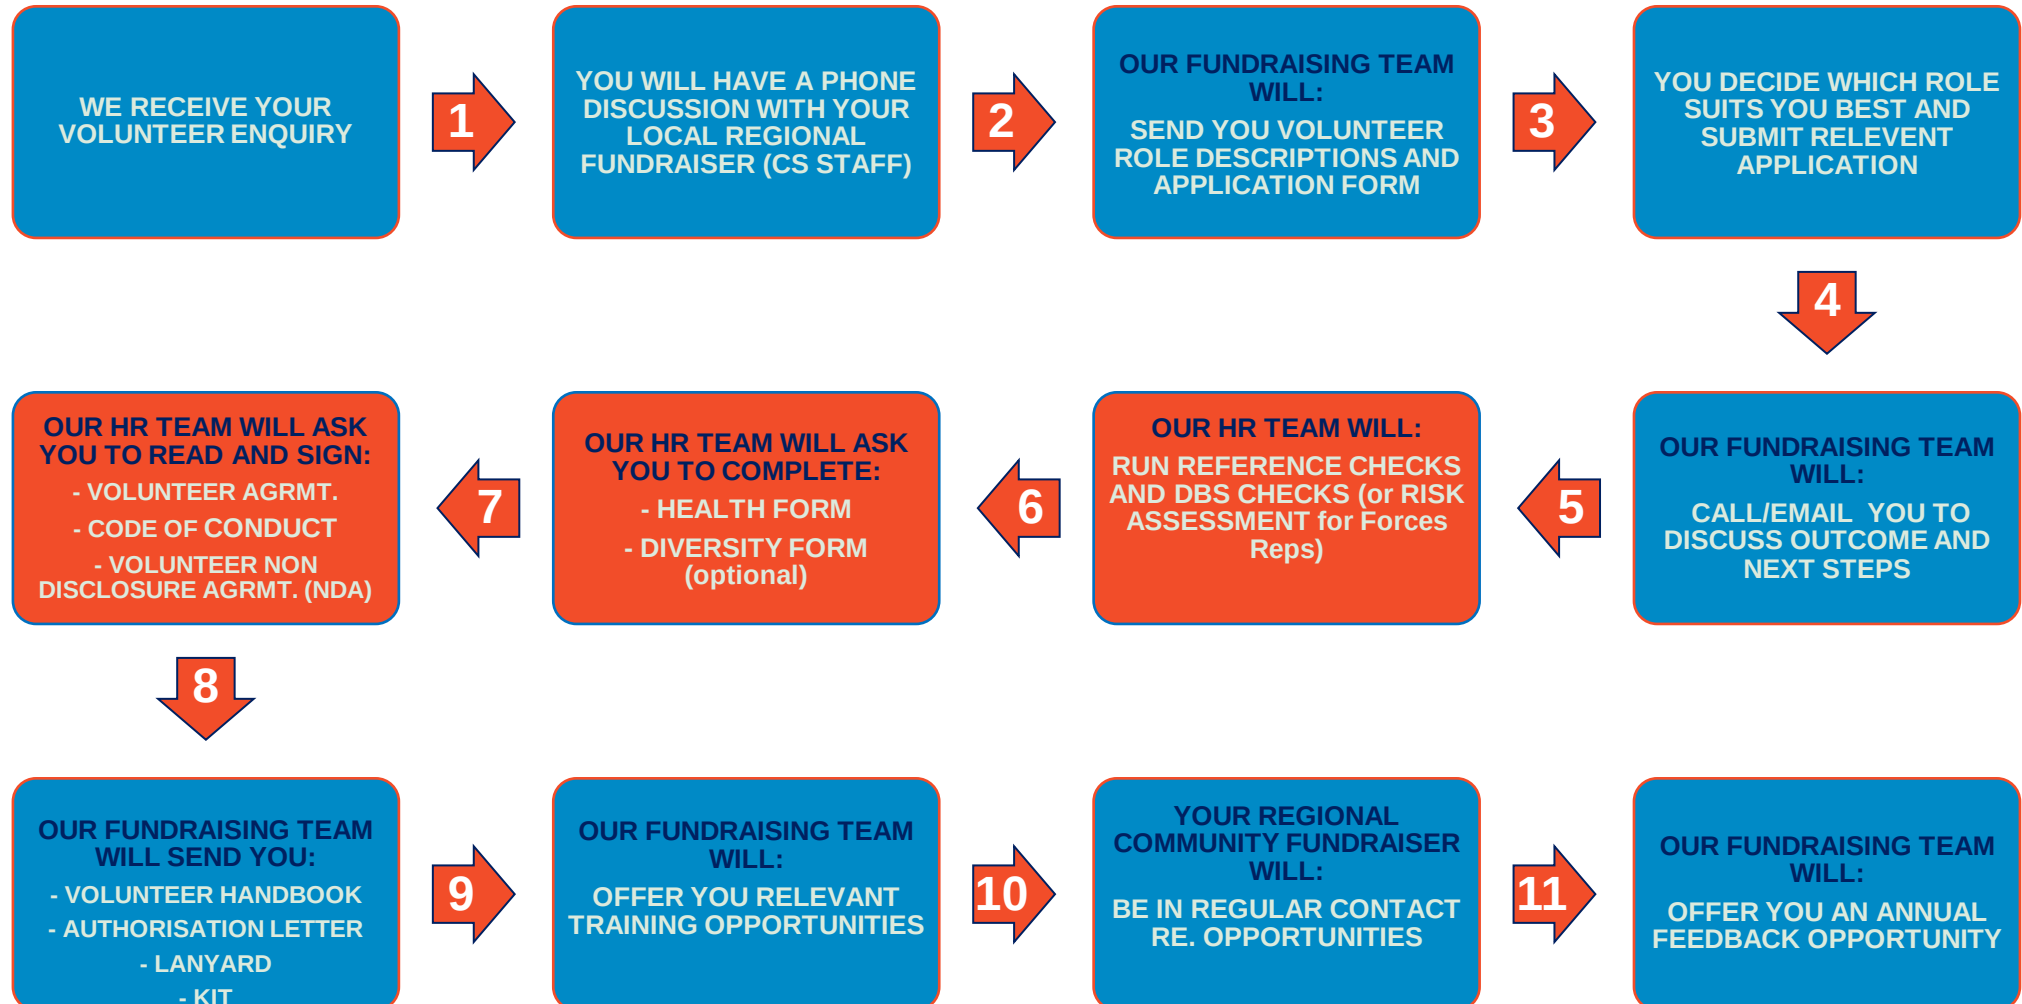 WE RECEIVE YOUR
VOLUNTEER ENQUIRY
1
YOU WILL HAVE A PHONE
DISCUSSION WITH YOUR
LOCAL REGIONAL
FUNDRAISER (CS STAFF)
2
OUR FUNDRAISING TEAM
WILL:
SEND YOU VOLUNTEER
ROLE DESCRIPTIONS AND
APPLICATION FORM
3
YOU DECIDE WHICH ROLE
SUITS YOU BEST AND
SUBMIT RELEVENT
APPLICATION
4
OUR FUNDRAISING TEAM
WILL:
CALL/EMAIL  YOU TO
DISCUSS OUTCOME AND
NEXT STEPS
5
OUR HR TEAM WILL:
RUN REFERENCE CHECKS
AND DBS CHECKS (or RISK
ASSESSMENT for Forces
Reps)
6
OUR HR TEAM WILL ASK
YOU TO COMPLETE:
- HEALTH FORM
- DIVERSITY FORM
(optional)
7
OUR HR TEAM WILL ASK
YOU TO READ AND SIGN:
- VOLUNTEER AGRMT.
- CODE OF CONDUCT
- VOLUNTEER NON
DISCLOSURE AGRMT. (NDA)
8
OUR FUNDRAISING TEAM
WILL SEND YOU:
- VOLUNTEER HANDBOOK
- AUTHORISATION LETTER
- LANYARD
- KIT
9
OUR FUNDRAISING TEAM
WILL:
OFFER YOU RELEVANT
TRAINING OPPORTUNITIES
10
YOUR REGIONAL
COMMUNITY FUNDRAISER
WILL:
BE IN REGULAR CONTACT
RE. OPPORTUNITIES
11
OUR FUNDRAISING TEAM
WILL:
OFFER YOU AN ANNUAL
FEEDBACK OPPORTUNITY